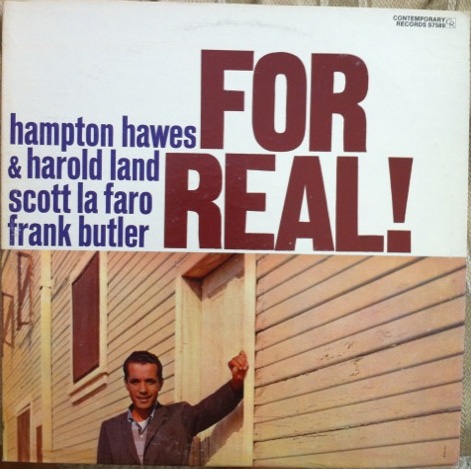 CONTEMPORARY
RECORDS S7589
FOR
REAL!
hampton hawes
& harold land
scott la faro
frank butler